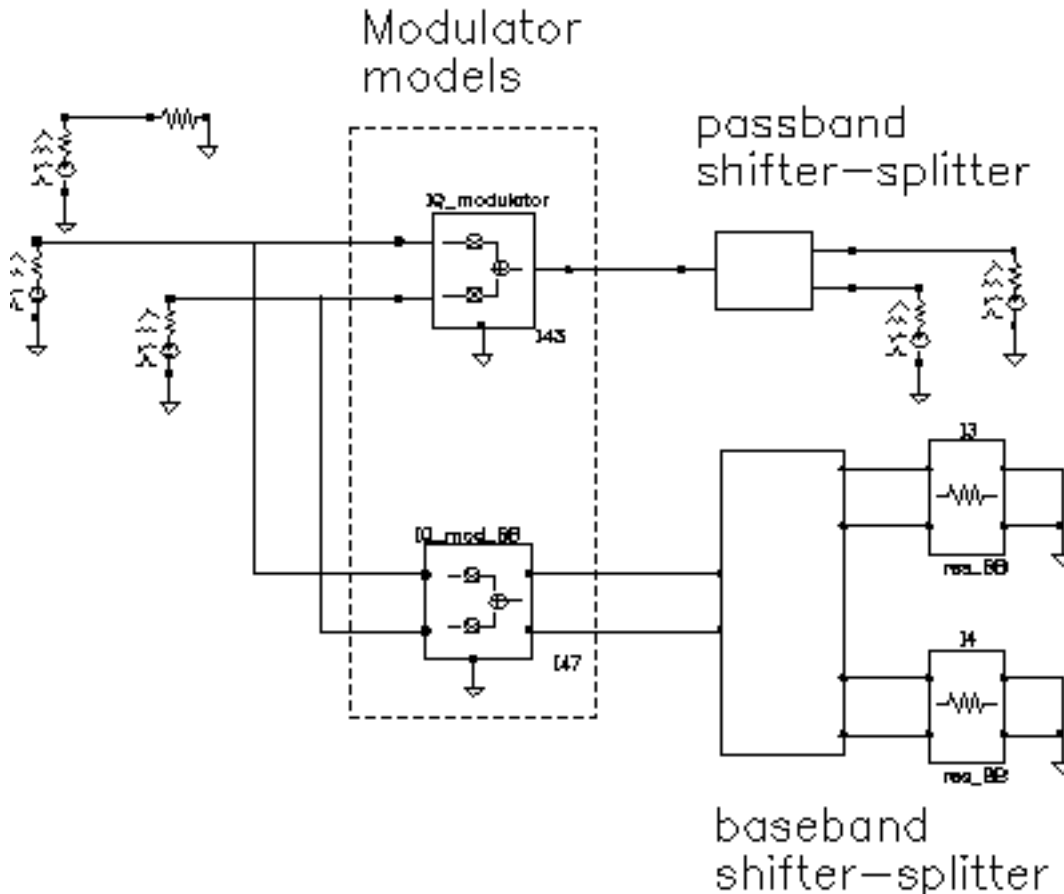 Modulator
models
passband
shifter-splitter
IQ_modulator
I43
I3
res_BB
IQ_mod_BB
I47
I4
res_BB
baseband
shifter-splitter